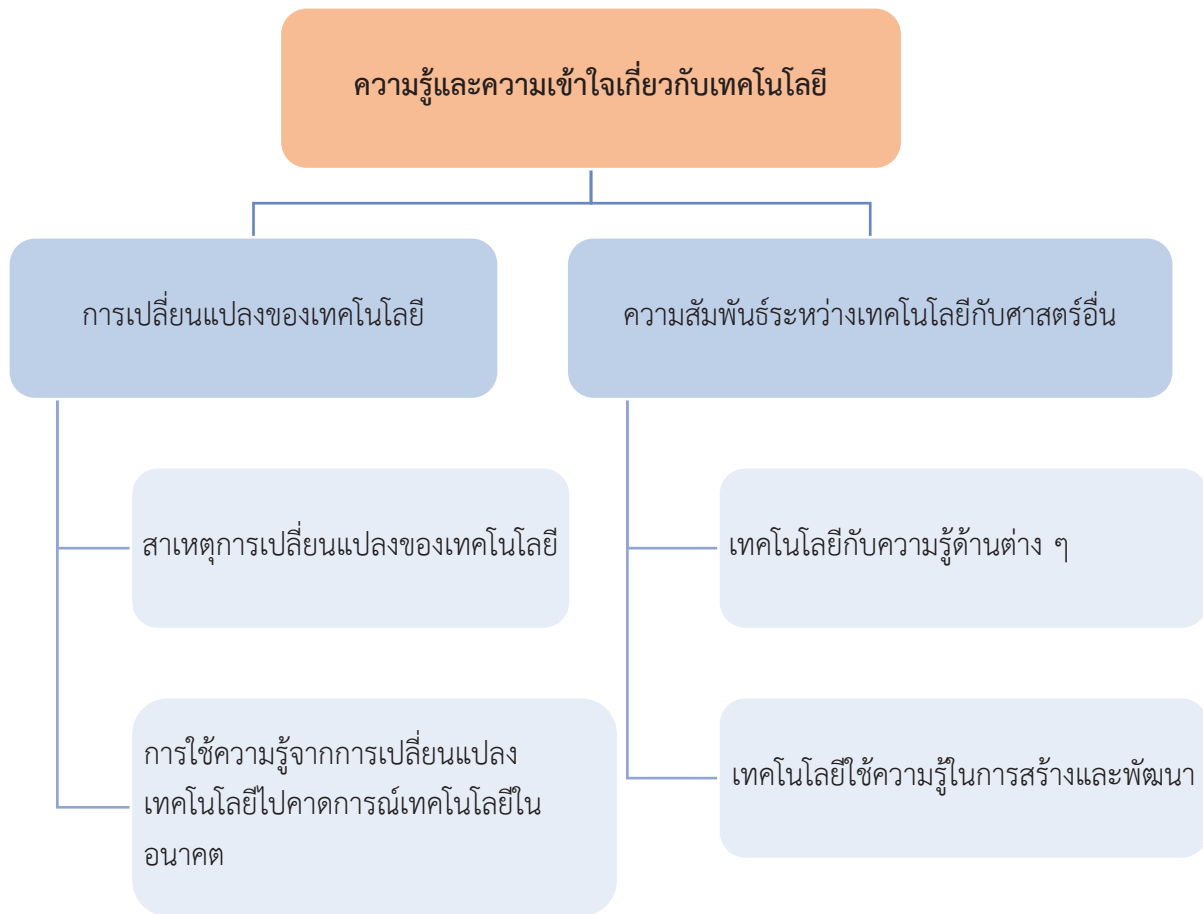 ความรู้และความเข้าใจเกี่ยวกับเทคโนโลยี
การเปลี่ยนแปลงของเทคโนโลยี
ความสัมพันธ์ระหว่างเทคโนโลยีกับศาสตร์อื่น
สาเหตุการเปลี่ยนแปลงของเทคโนโลยี
เทคโนโลยีกับความรู้ด้านต่าง ๆ
การใช้ความรู้จากการเปลี่ยนแปลง
เทคโนโลยีไปคาดการณ์เทคโนโลยีใน
อนาคต
เทคโนโลยีใช้ความรู้ในการสร้างและพัฒนา